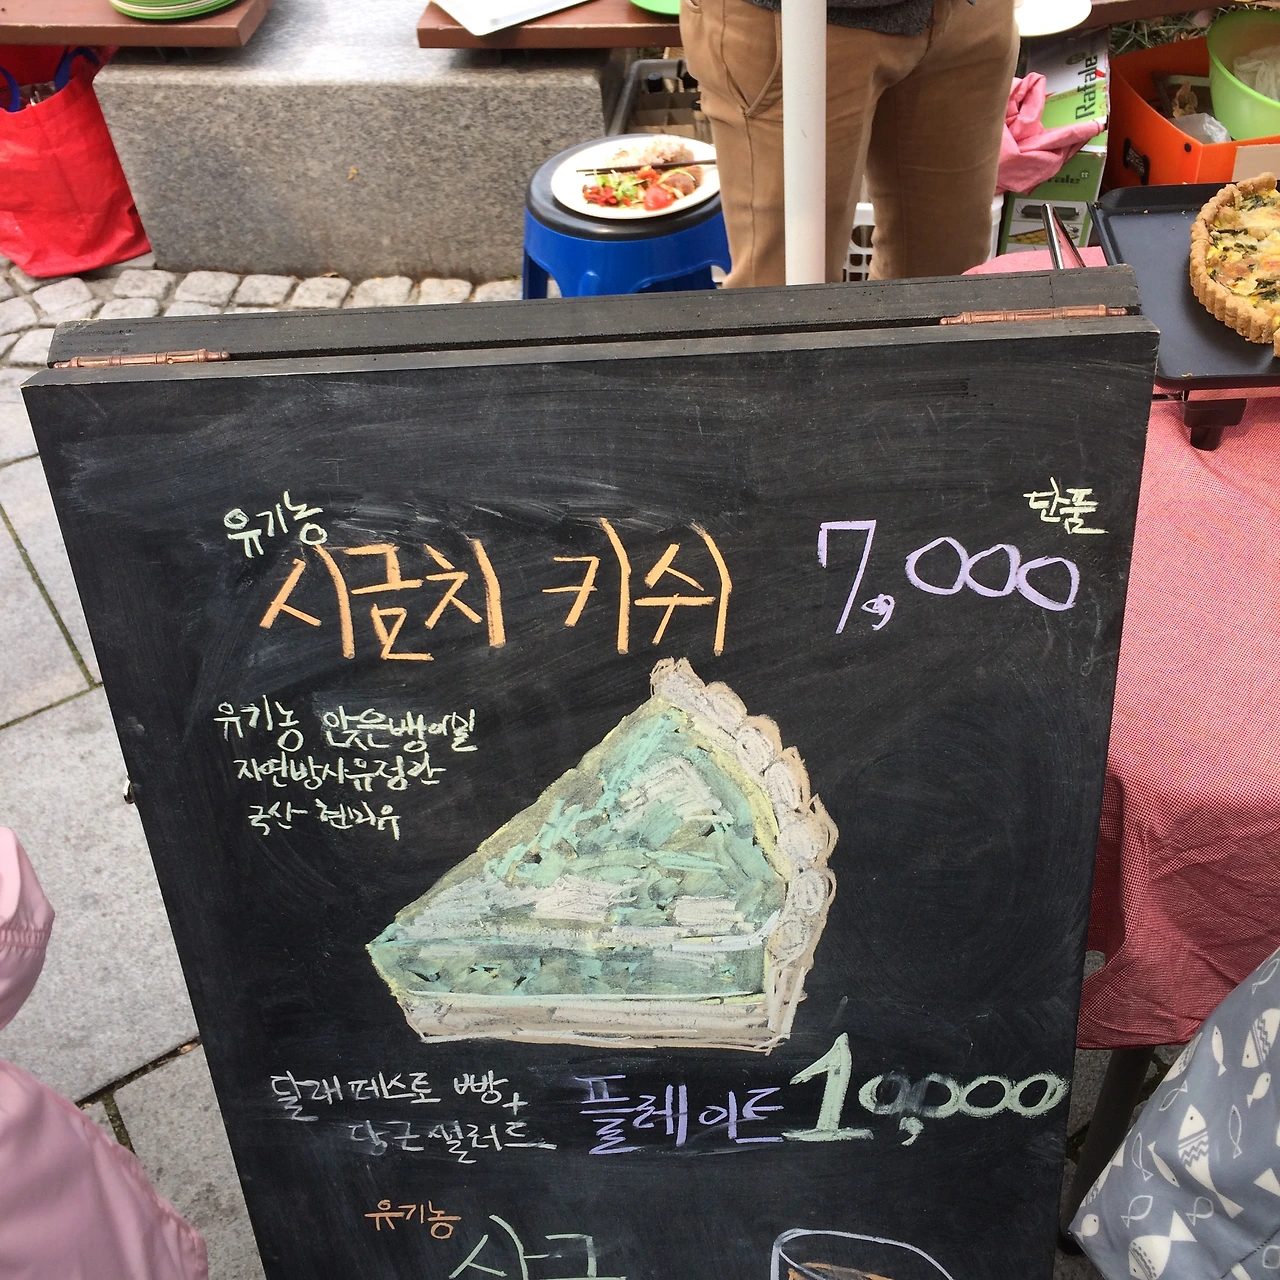 Rafale
rafale
유기농
단품
시금치 키쉬 7,000
유기농 앉은뱅이밀
자연방사유정란
국산 현미유
달래페스토 빵+
당근샐러드
플레이트 10,000
유기농